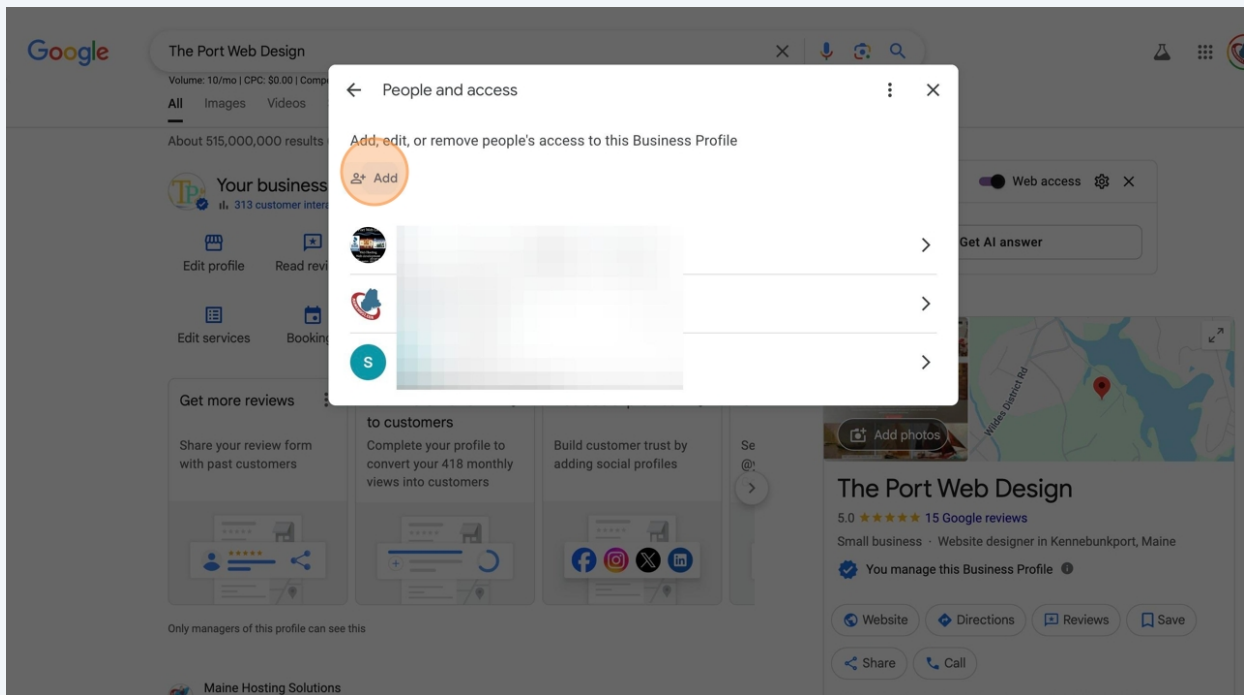 Google
The Port Web Design
Volume: 10/mo | CPC: $0.00 | Comp
All Images Videos
About 515,000,000 results
People and access
Add, edit, or remove people's access to this Business Profile
Add
S
TP
Your business
313 customer
Edit profile
Read
Edit services
Web access
Get AI answer
Get more reviews
Share your review form
with past customers
to customers
Complete your profile to
convert your 418 monthly
views into customers
Build customer trust by
adding social profiles
Se
Only managers of this profile can see this
Maine Hosting Solutions
Wildes District Rd
Add photos
The Port Web Design
5.0 ★★★★★ 15 Google reviews
Small business · Website designer in Kennebunkport, Maine
You manage this Business Profile
Website
Directions
Reviews
Save
Share
Call